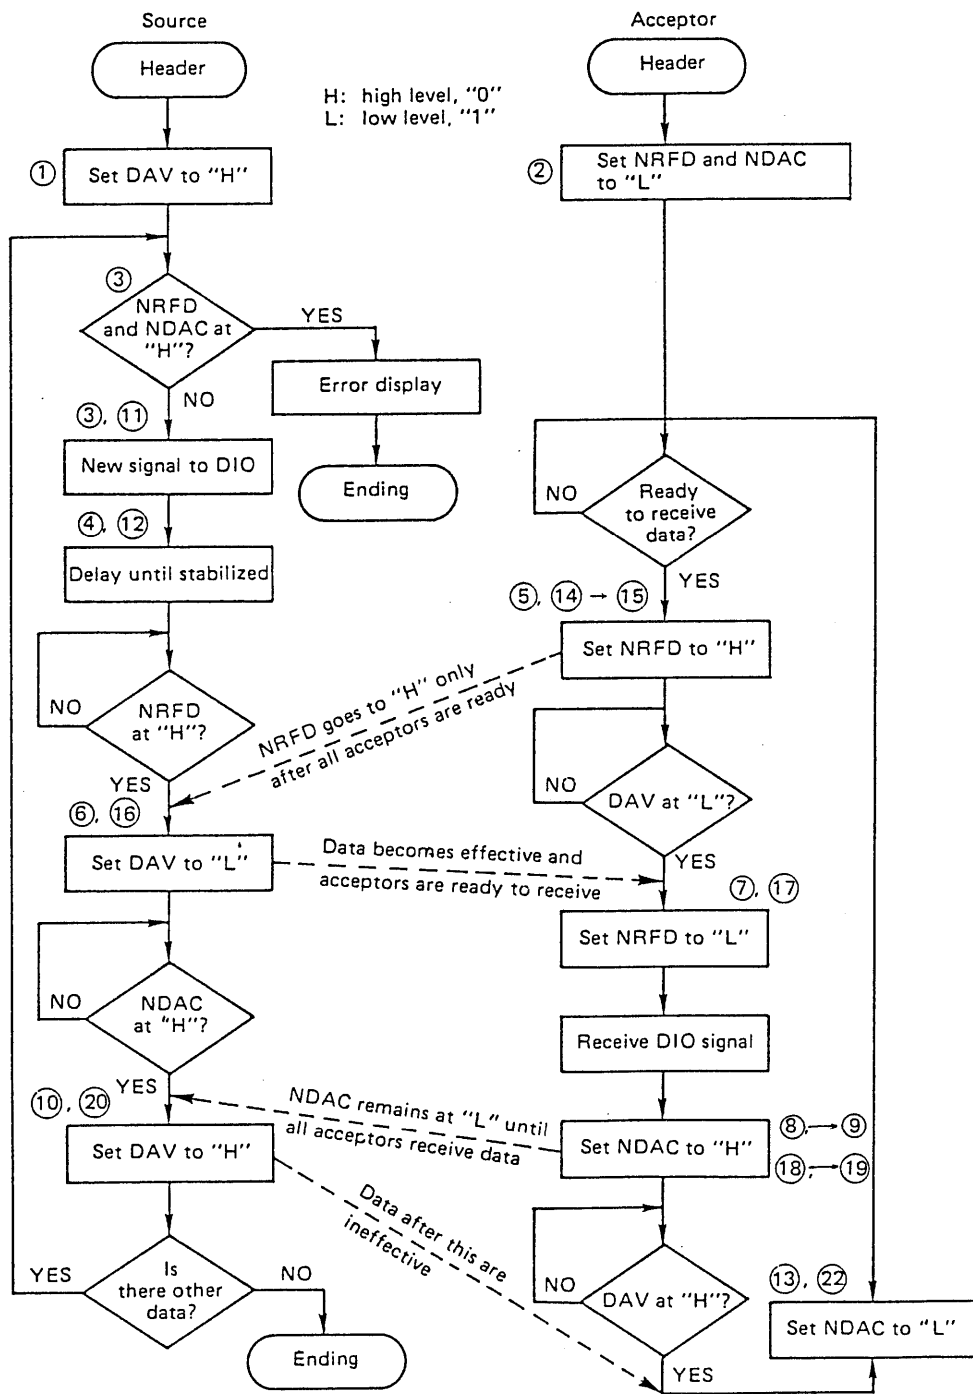 Source
Header
H: high level, "0"
L: low level, "1"
① Set DAV to "H"
③
NRFD
and NDAC at
"H"?
YES
Error display
Ending
NO
③, ⑪
New signal to DIO
④, ⑫
Delay until stabilized
NO
NRFD
at "H"?
YES
⑥, ⑯
Set DAV to "L"
NO
NDAC
at "H"?
YES
⑩, ⑳
Set DAV to "H"
YES
Is
there other
data?
NO
Ending
NRFD goes to "H" only
after all acceptors are ready
Data becomes effective and
acceptors are ready to receive
NDAC remains at "L" until
all acceptors receive data
Data after this are
ineffective
Acceptor
Header
② Set NRFD and NDAC
to "L"
NO
Ready
to receive
data?
YES
⑤, ⑭ → ⑮
Set NRFD to "H"
NO
DAV at "L"?
YES
⑦, ⑰
Set NRFD to "L"
Receive DIO signal
Set NDAC to "H"
⑧, → ⑨
⑱, → ⑲
NO
DAV at "H"?
YES
⑬, ㉒
Set NDAC to "L"